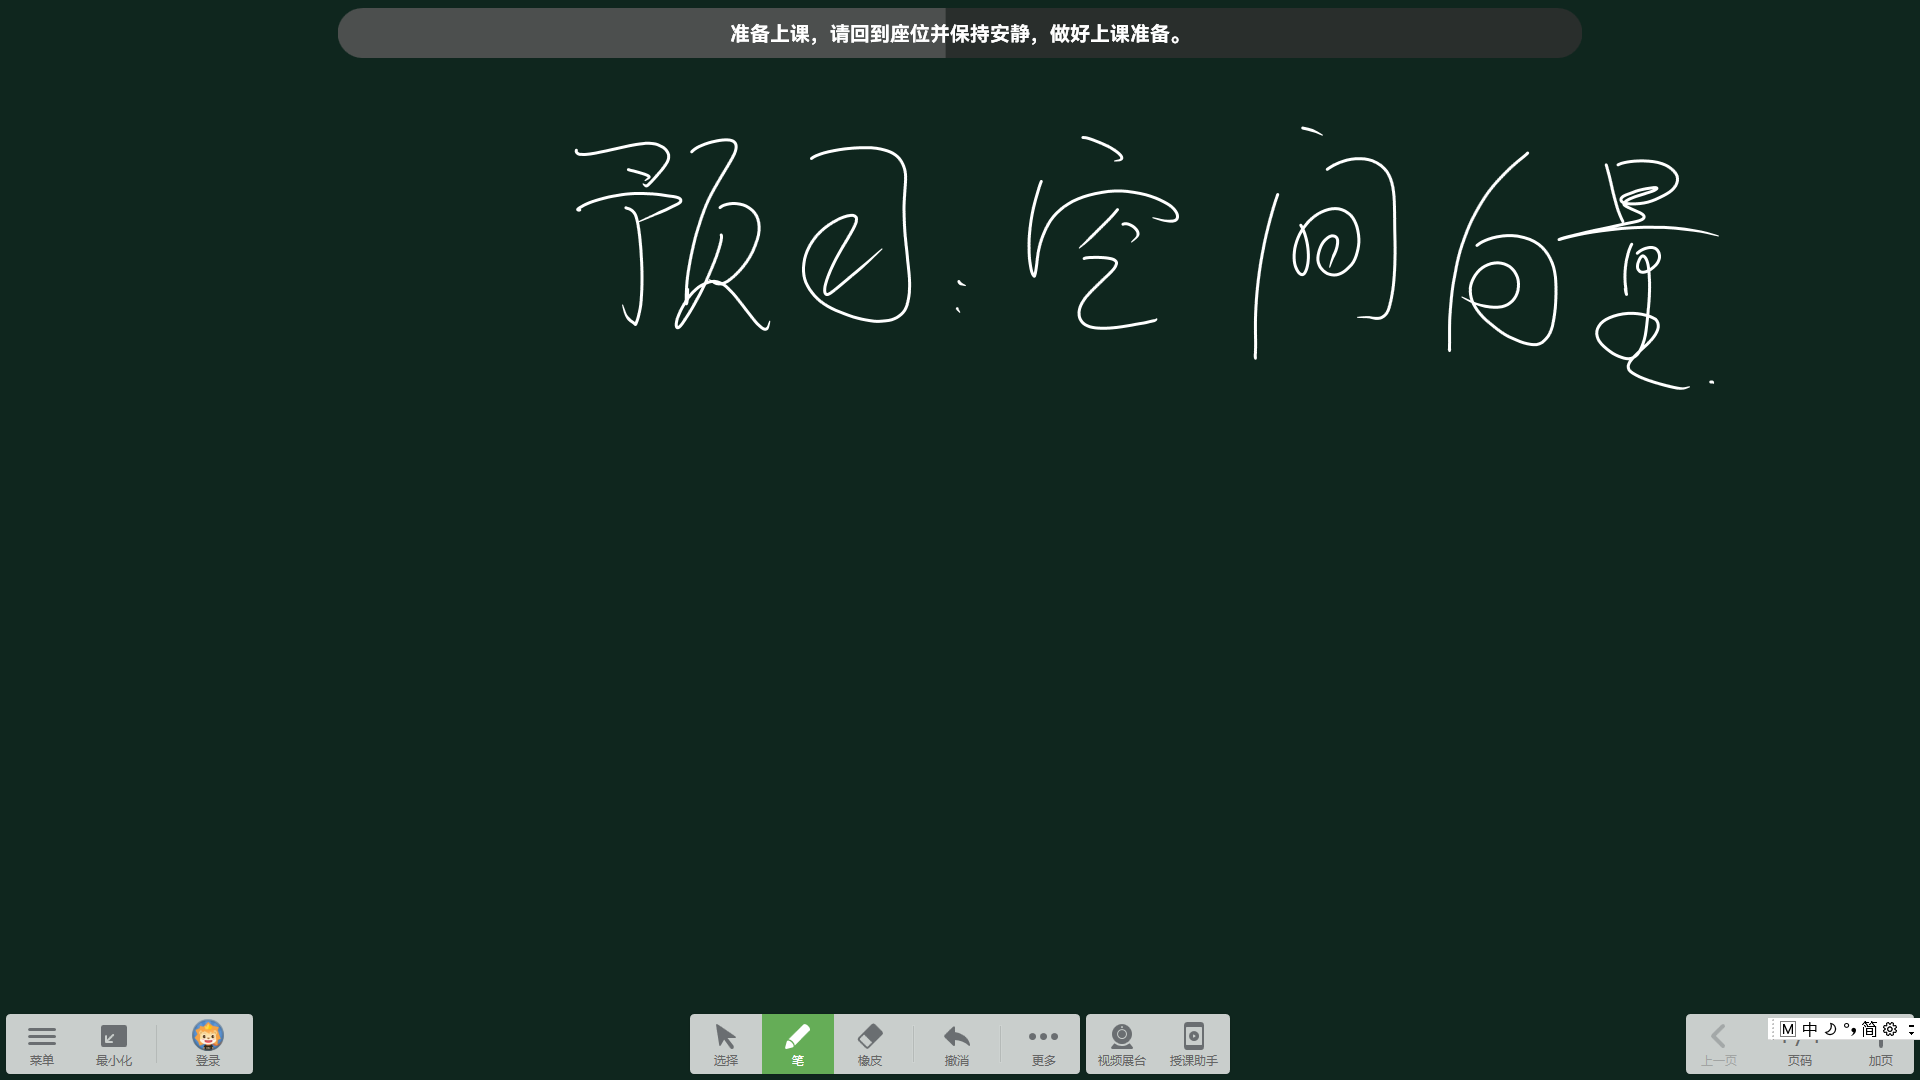 准备上课，请回到座位并保持安静，做好上课准备。
预习：空间向量.
菜单 最小化 登录 选择 笔 橡皮 撤消 更多 视频展台 授课助手 上一页 页码 加页
M 中 简